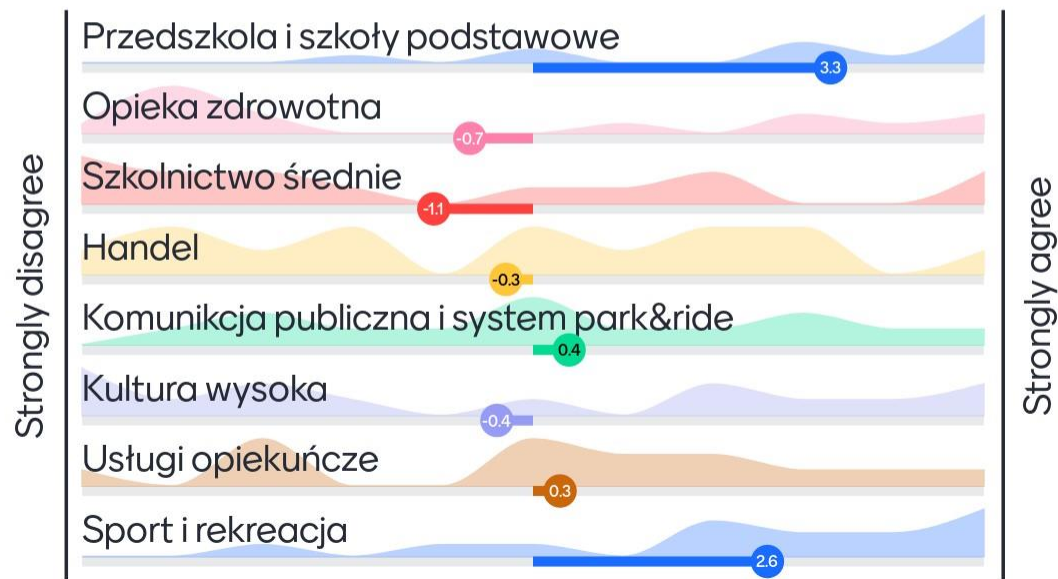 Strongly disagree
Przedszkola i szkoły podstawowe
3.3
Opieka zdrowotna
-0.7
Szkolnictwo średnie
-1.1
Handel
-0.3
Komunikcja publiczna i system park&ride
0.4
Kultura wysoka
-0.4
Usługi opiekuńcze
0.3
Sport i rekreacja
2.6
Strongly agree